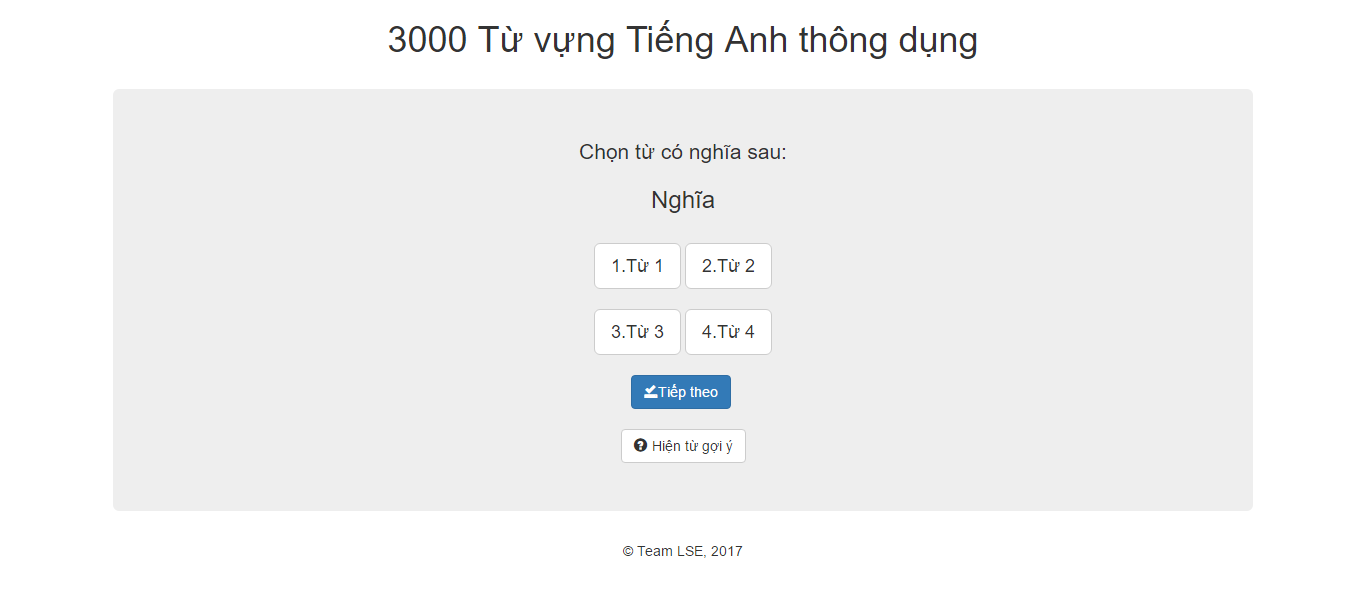 3000 Từ vựng Tiếng Anh thông dụng
Chọn từ có nghĩa sau:
Nghĩa
1.Từ 1 2.Từ 2
3.Từ 3 4.Từ 4
Tiếp theo
Hiện từ gợi ý
© Team LSE, 2017